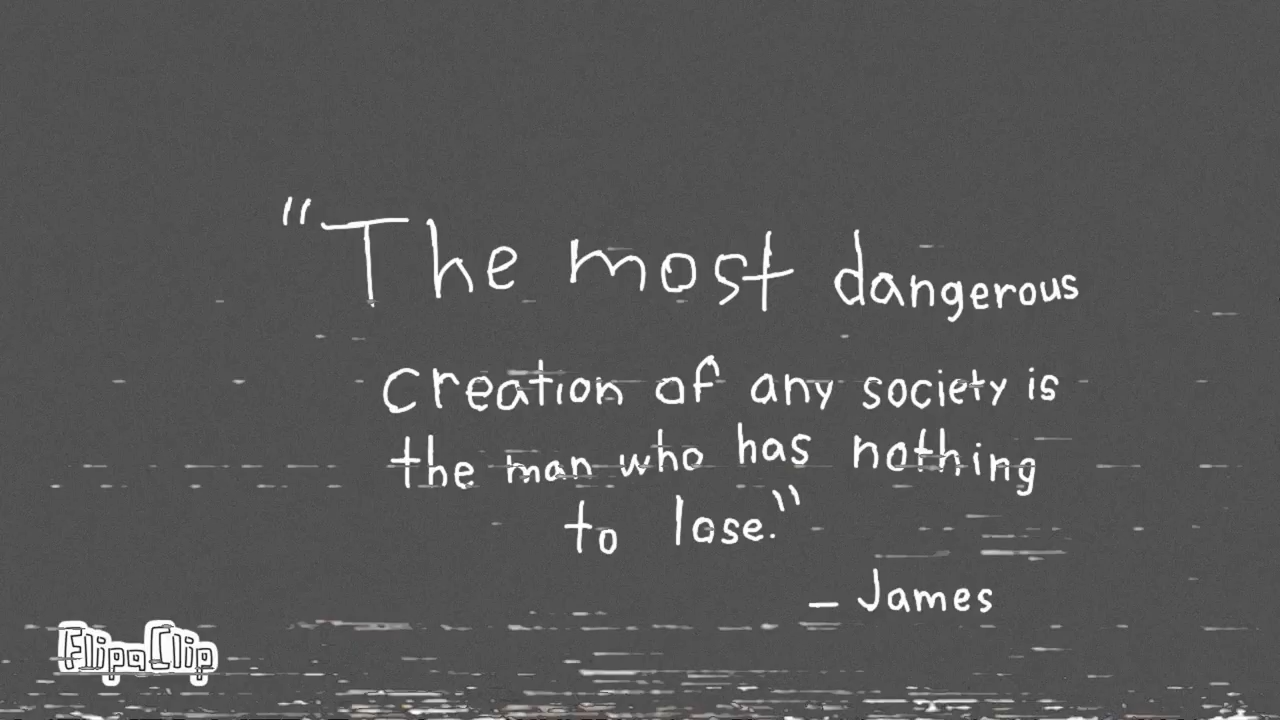 "The most dangerous
creation of any society is
the man who has nothing
to lose."
– James
FlipaClip